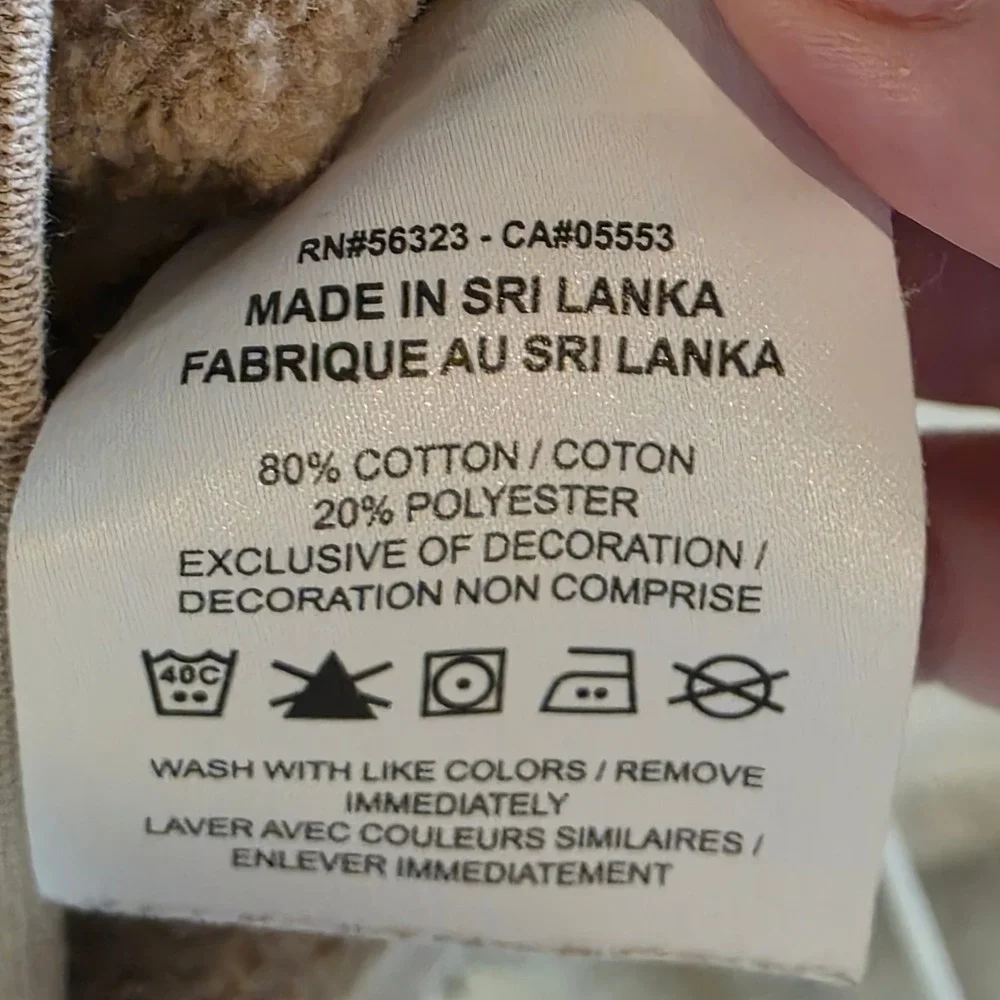 RN#56323 - CA#05553
MADE IN SRI LANKA
FABRIQUE AU SRI LANKA
80% COTTON / COTON
20% POLYESTER
EXCLUSIVE OF DECORATION /
DECORATION NON COMPRISE
40C
WASH WITH LIKE COLORS / REMOVE
IMMEDIATELY
LAVER AVEC COULEURS SIMILAIRES /
ENLEVER IMMEDIATEMENT